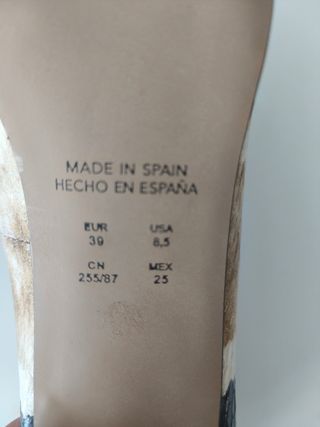 MADE IN SPAIN
HECHO EN ESPAÑA
EUR USA
39 8,5
CN MEX
255/87 25